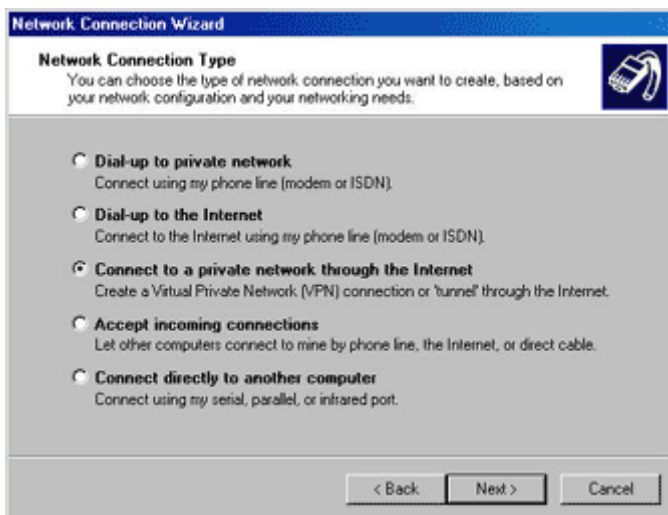 Network Connection Wizard
Network Connection Type
You can choose the type of network connection you want to create, based on
your network configuration and your networking needs.
Dial-up to private network
Connect using my phone line (modem or ISDN).
Dial-up to the Internet
Connect to the Internet using my phone line (modem or ISDN).
Connect to a private network through the Internet
Create a Virtual Private Network (VPN) connection or 'tunnel' through the Internet.
Accept incoming connections
Let other computers connect to mine by phone line, the Internet, or direct cable.
Connect directly to another computer
Connect using my serial, parallel, or infrared port.
< Back Next > Cancel